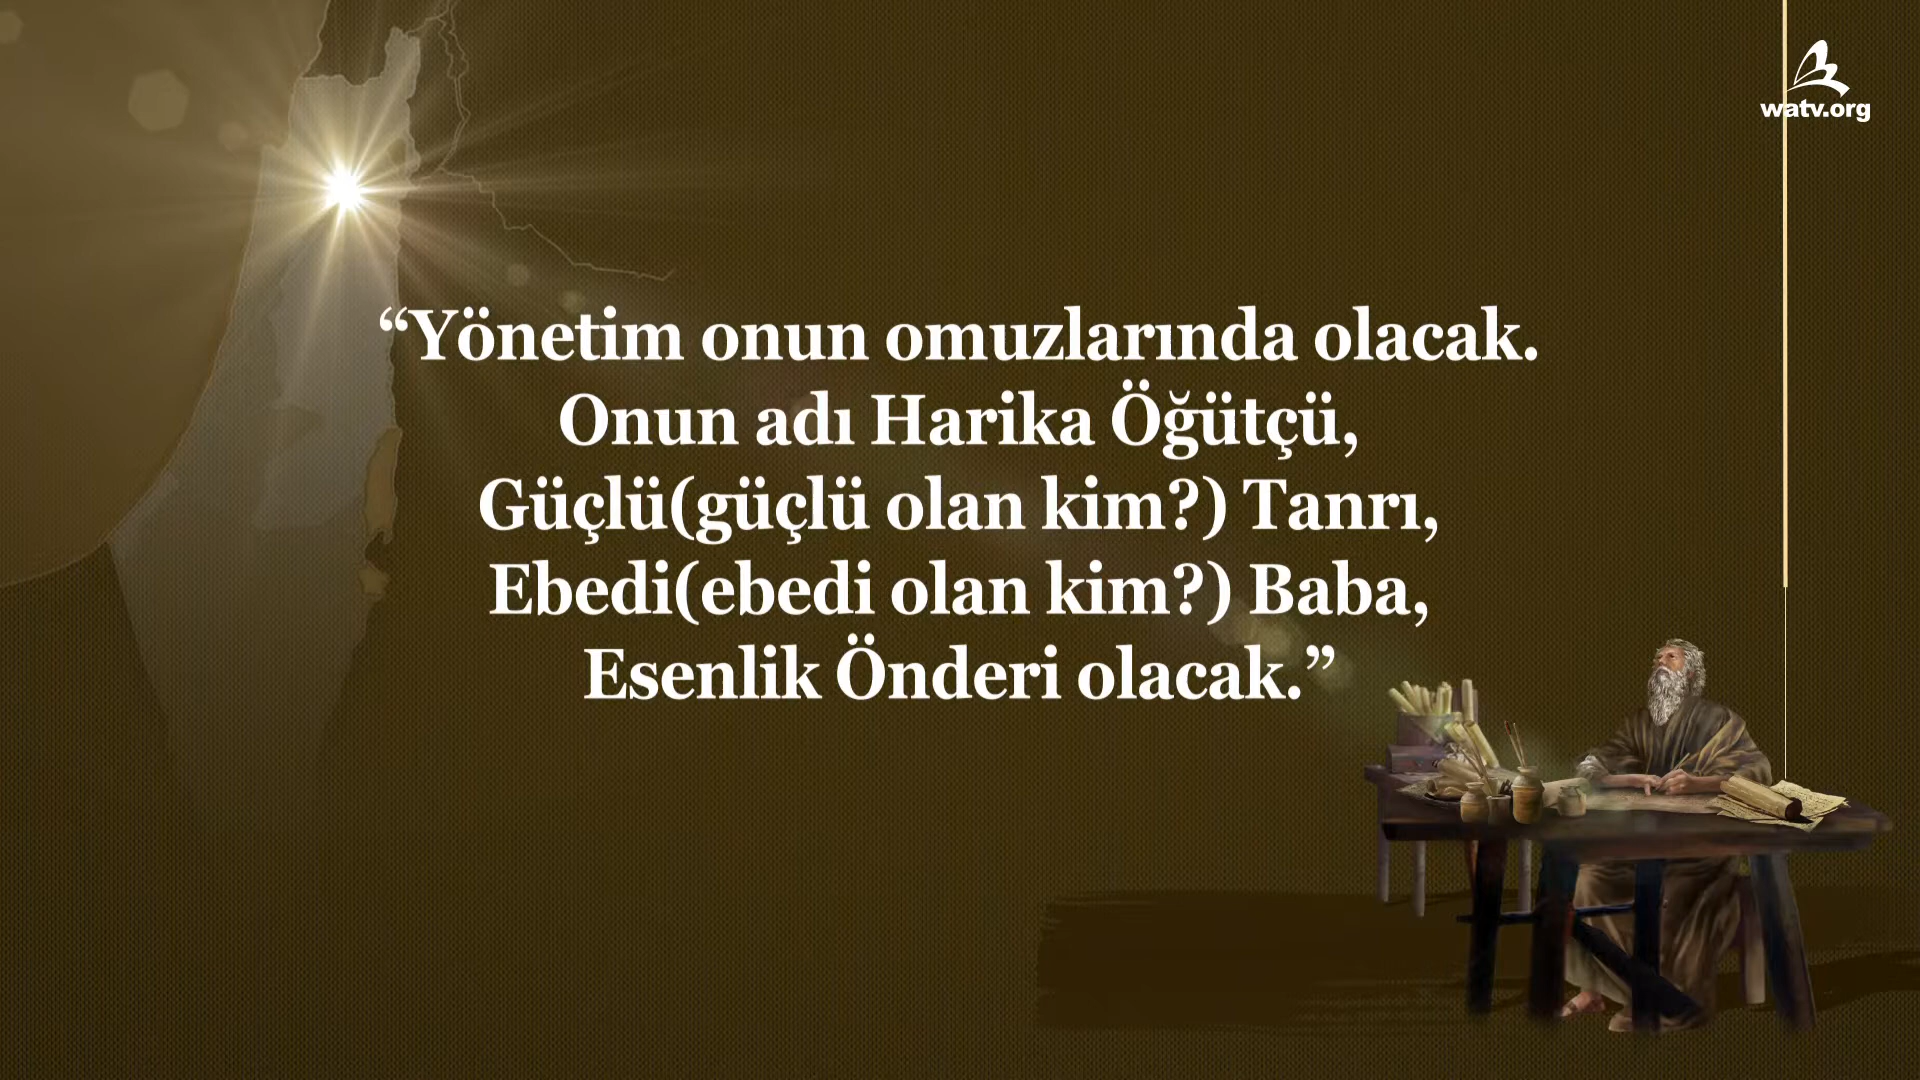 watv.org
“Yönetim onun omuzlarında olacak.
Onun adı Harika Öğütçü,
Güçlü(güçlü olan kim?) Tanrı,
Ebedi(ebedi olan kim?) Baba,
Esenlik Önderi olacak.”